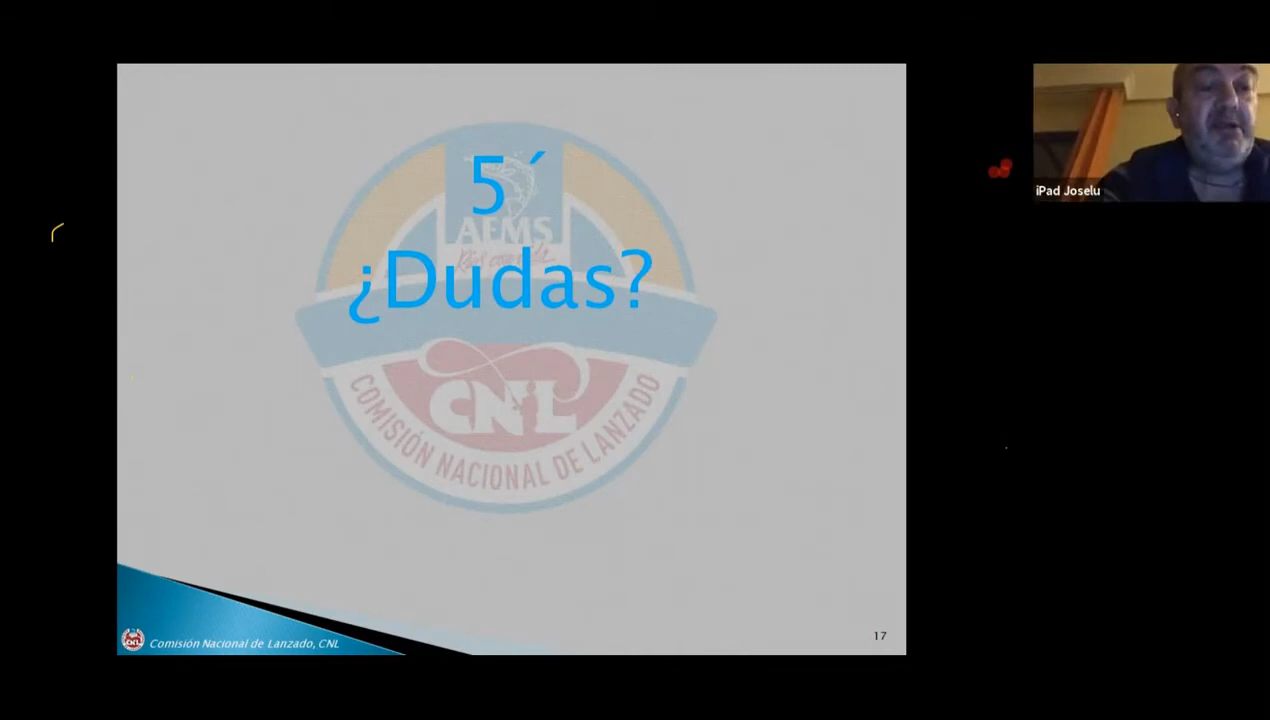 5´
AEMS
¿Dudas?
CNL
COMISIÓN NACIONAL DE LANZADO
Comisión Nacional de Lanzado, CNL
17
iPad Joselu